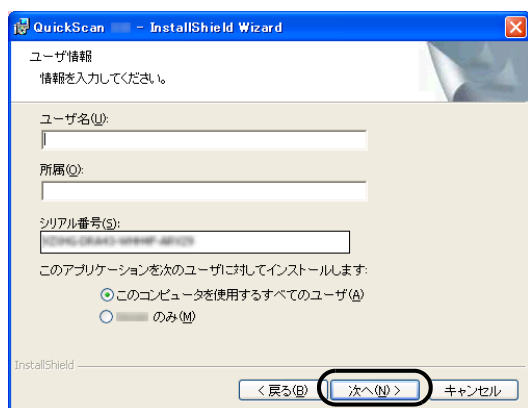 QuickScan - InstallShield Wizard
ユーザ情報
情報を入力してください。
ユーザ名(U):
所属(O):
シリアル番号(S):
このアプリケーションを次のユーザに対してインストールします:
このコンピュータを使用するすべてのユーザ(A)
のみ(M)
InstallShield
< 戻る(B)
次へ(N) >
キャンセル